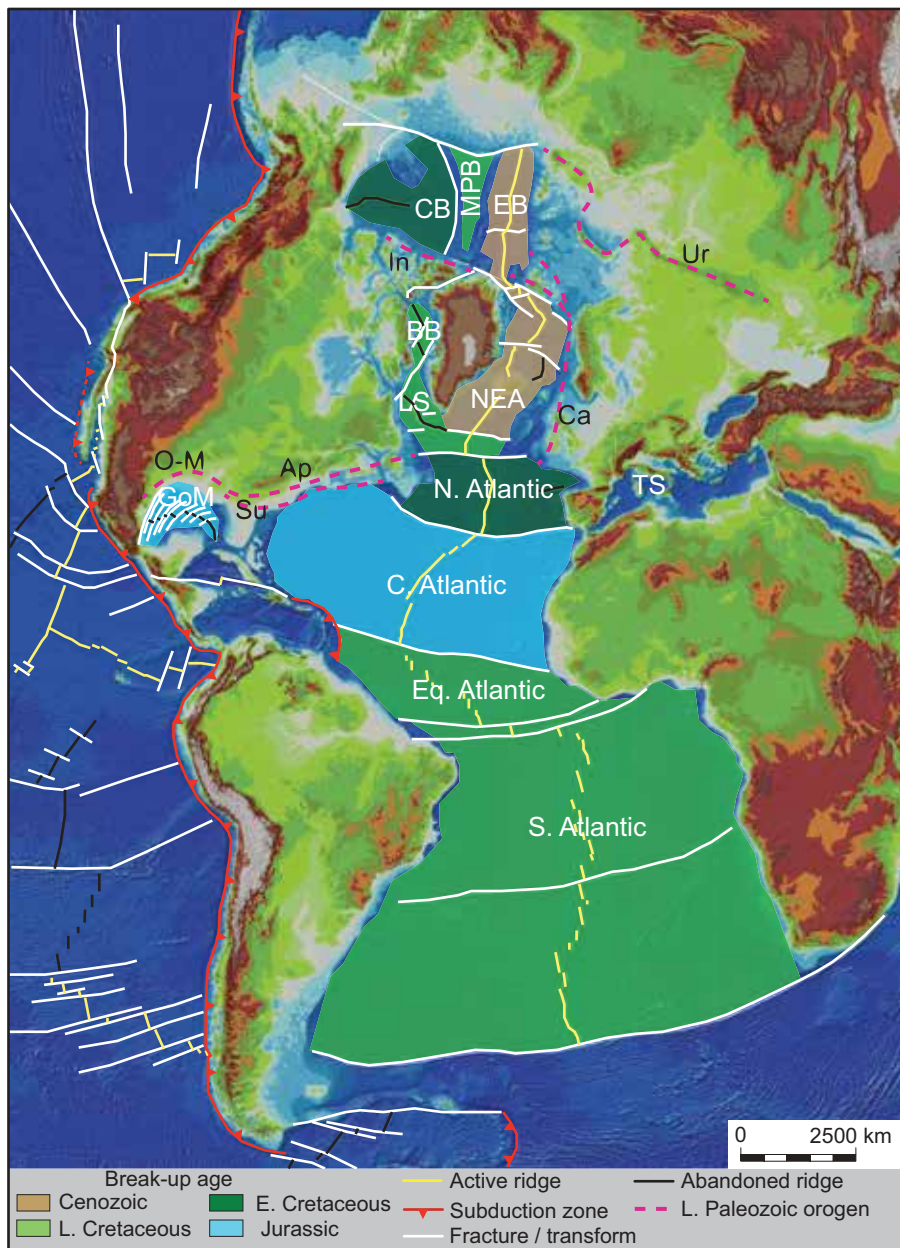 CB
MPB
EB
In
Ur
BB
LS
NEA
Ca
O-M
Ap
GoM
Su
N. Atlantic
TS
C. Atlantic
Eq. Atlantic
S. Atlantic
0 2500 km
Break-up age
Cenozoic
E. Cretaceous
L. Cretaceous
Jurassic
Active ridge
Abandoned ridge
Subduction zone
L. Paleozoic orogen
Fracture / transform